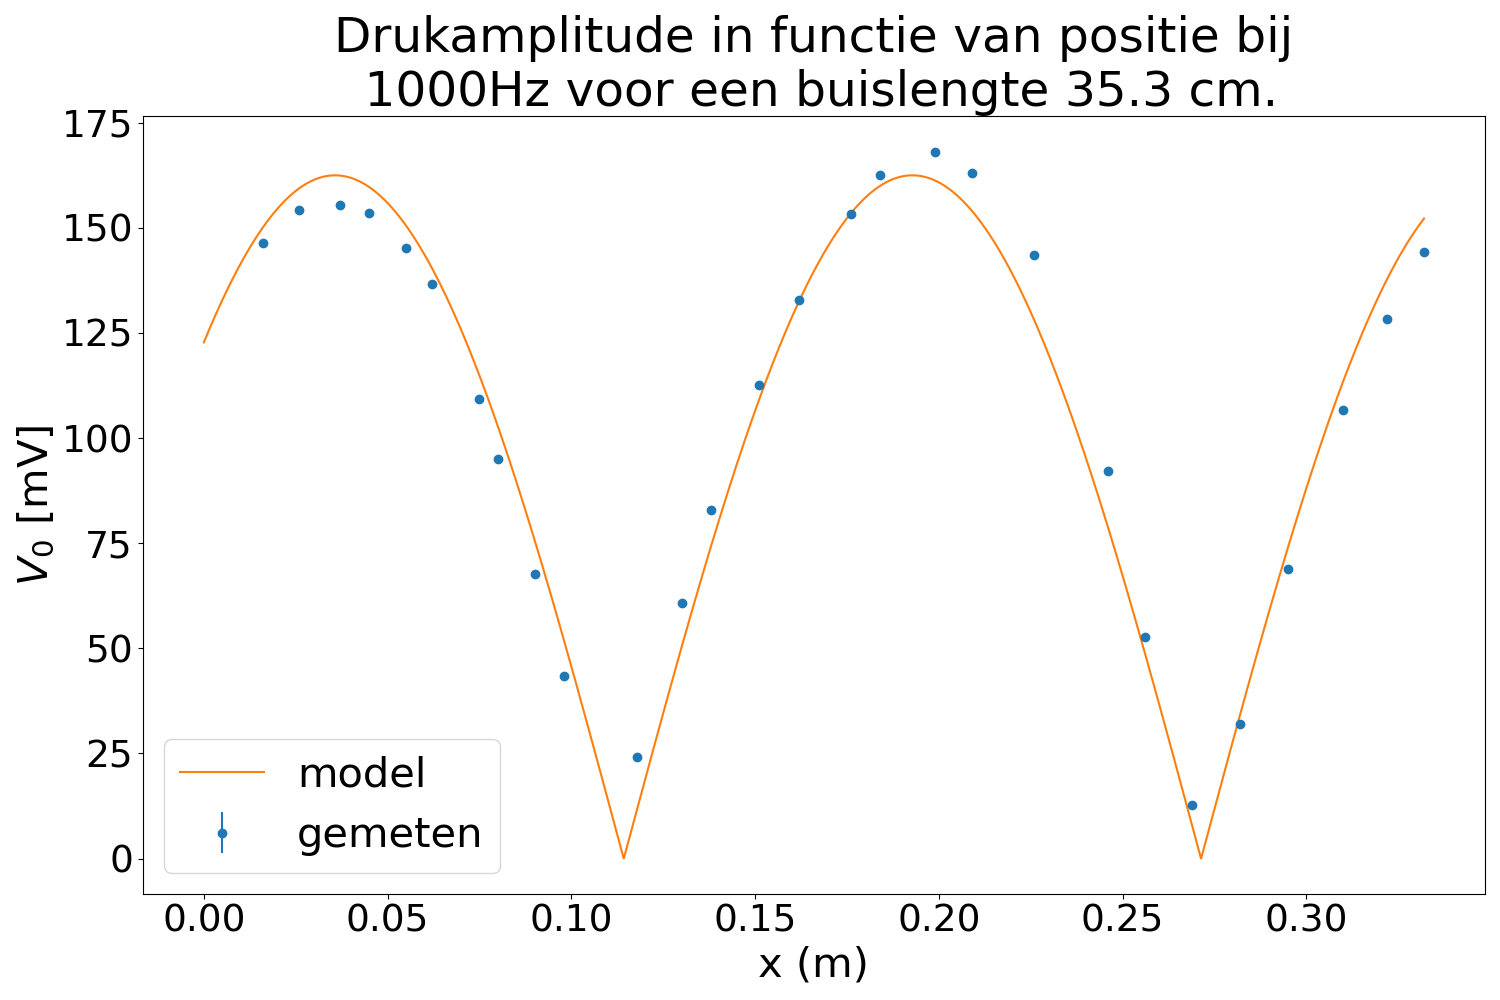 Drukamplitude in functie van positie bij
1000Hz voor een buislengte 35.3 cm.
175
150
125
100
75
50
25
0
V₀ [mV]
model
gemeten
0.00 0.05 0.10 0.15 0.20 0.25 0.30
x (m)